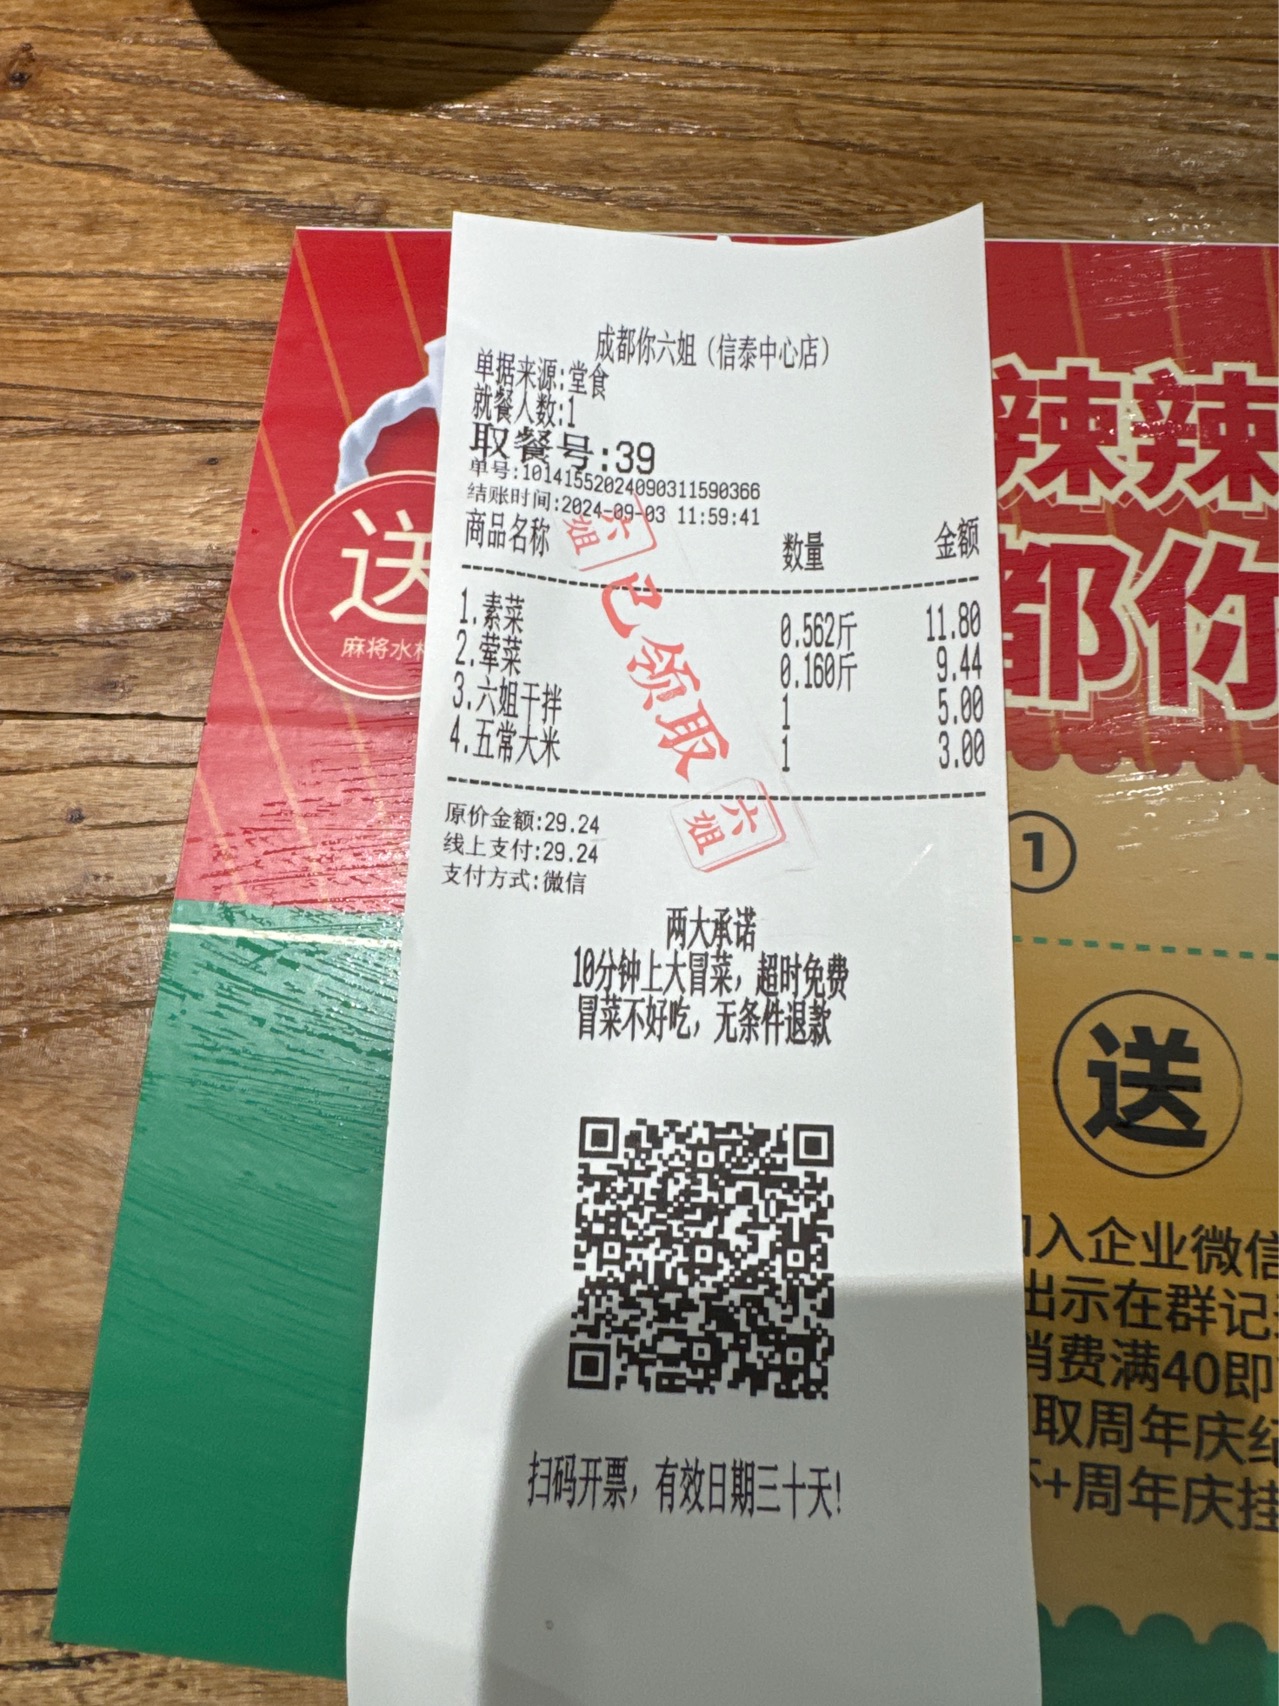 成都你六姐（信泰中心店）
单据来源:堂食
就餐人数:1
取餐号:39
单号:10141552024090311590366
结账时间:2024-09-03 11:59:41
商品名称 数量 金额
1.素菜 0.562斤 11.80
2.荤菜 0.160斤 9.44
3.六姐干拌 1 5.00
4.五常大米 1 3.00
六姐
已领取
六姐
原价金额:29.24
线上支付:29.24
支付方式:微信
两大承诺
10分钟上大冒菜，超时免费
冒菜不好吃，无条件退款
扫码开票，有效日期三十天!
送
麻将水
辣辣
都你
1
送
入企业微信
出示在群记
消费满40即
取周年庆
+周年庆挂